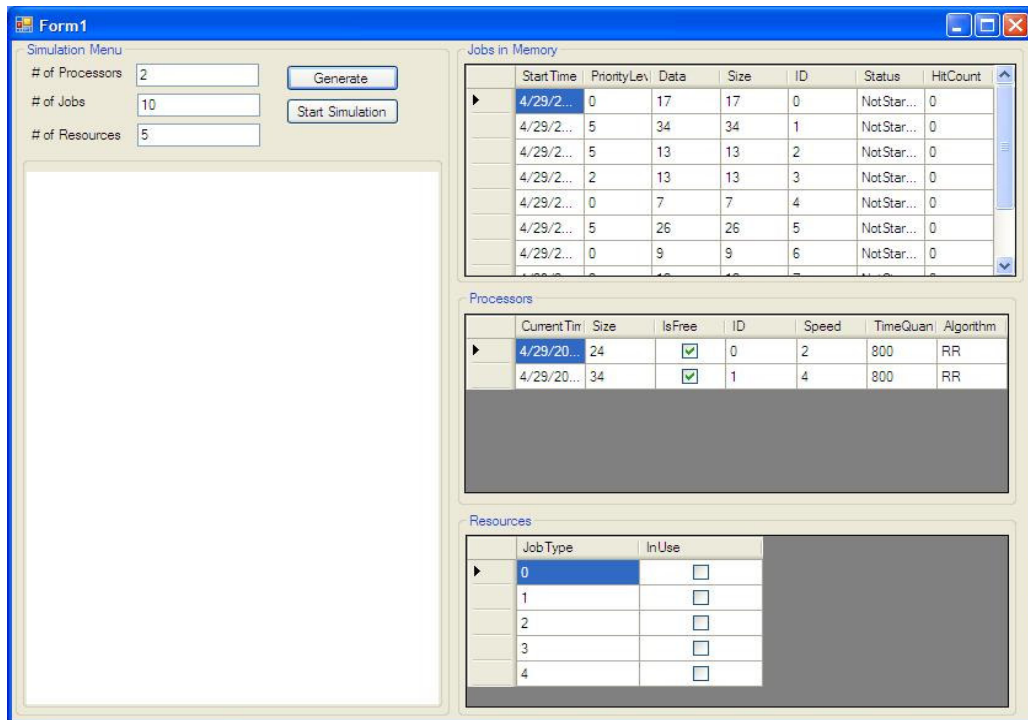 Form1
Simulation Menu
# of Processors 2
Generate
# of Jobs 10
Start Simulation
# of Resources 5
Jobs in Memory
StartTime PriorityLev Data Size ID Status HitCount
4/29/2... 0 17 17 0 NotStar... 0
4/29/2... 5 34 34 1 NotStar... 0
4/29/2... 5 13 13 2 NotStar... 0
4/29/2... 2 13 13 3 NotStar... 0
4/29/2... 0 7 7 4 NotStar... 0
4/29/2... 5 26 26 5 NotStar... 0
4/29/2... 0 9 9 6 NotStar... 0
Processors
CurrentTim Size IsFree ID Speed TimeQuan Algorithm
4/29/20... 24 0 2 800 RR
4/29/20... 34 1 4 800 RR
Resources
JobType InUse
0
1
2
3
4